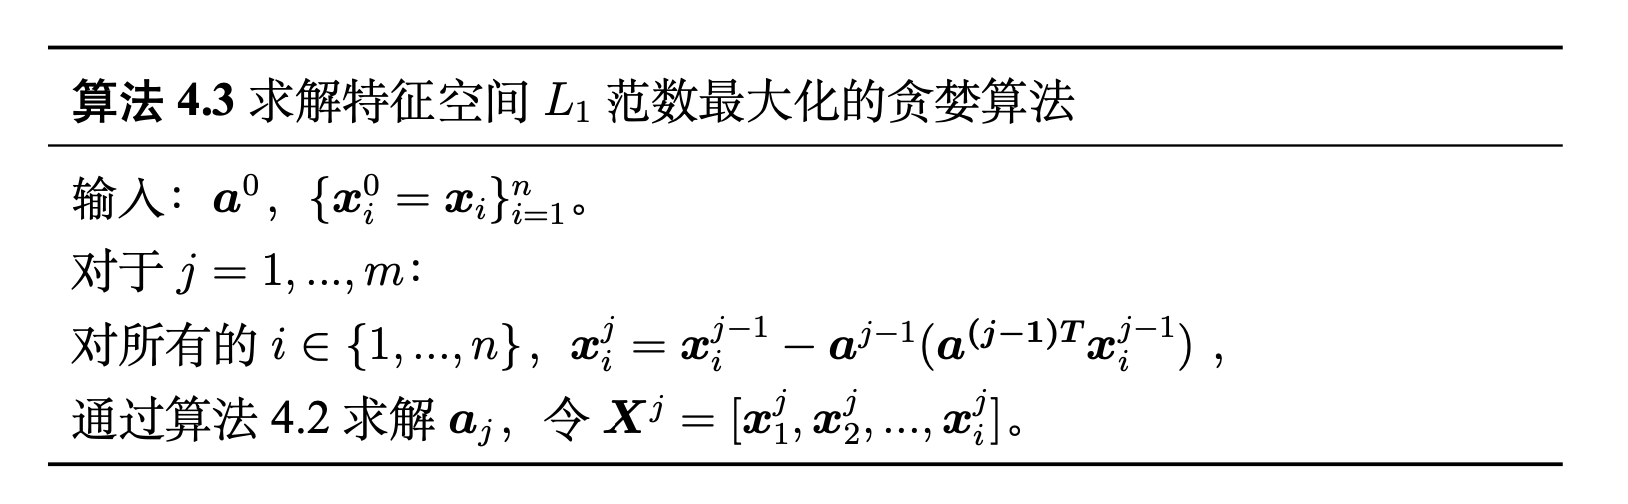 算法 4.3 求解特征空间 $L_1$ 范数最大化的贪婪算法
输入：$\boldsymbol{a}^0$，$\{\boldsymbol{x}_i^0 = \boldsymbol{x}_i\}_{i=1}^n$。
对于 $j = 1, ..., m$：
对所有的 $i \in \{1, ..., n\}$，$\boldsymbol{x}_i^j = \boldsymbol{x}_i^{j-1} - \boldsymbol{a}^{j-1}(\boldsymbol{a}^{(j-1)T}\boldsymbol{x}_i^{j-1})$，
通过算法 4.2 求解 $\boldsymbol{a}_j$，令 $\boldsymbol{X}^j = [\boldsymbol{x}_1^j, \boldsymbol{x}_2^j, ..., \boldsymbol{x}_i^j]$。